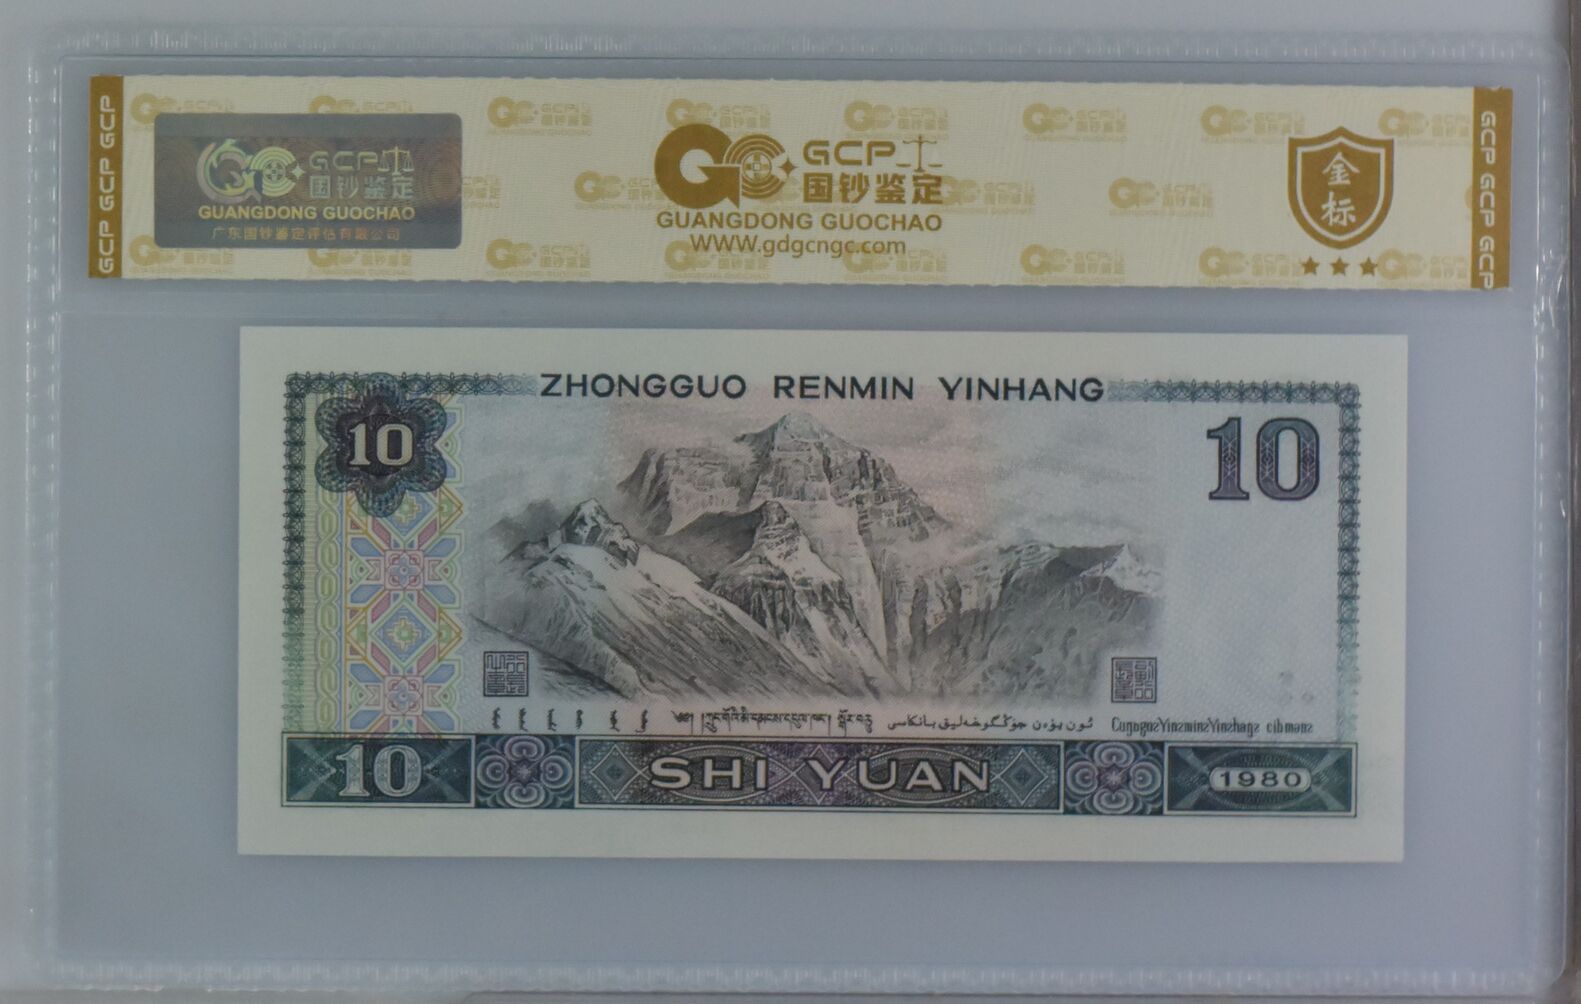 GCP GCP GCP
GCP
国钞鉴定
GUANGDONG GUOCHAO
广东国钞鉴定评估有限公司
GCP
国钞鉴定
GUANGDONG GUOCHAO
WWW.gdgcngc.com
金标
GCP GCP GCP
ZHONGGUO RENMIN YINHANG
10
10
10 SHI YUAN 1980